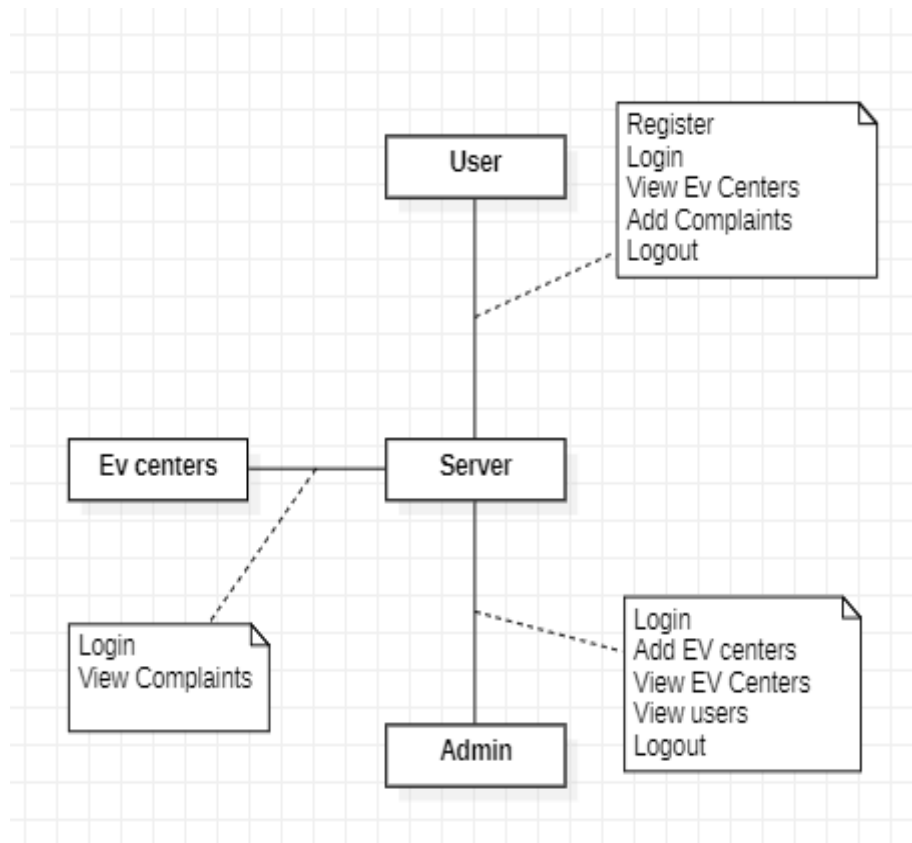 User
Register
Login
View Ev Centers
Add Complaints
Logout
Ev centers
Server
Login
View Complaints
Login
Add EV centers
View EV Centers
View users
Logout
Admin